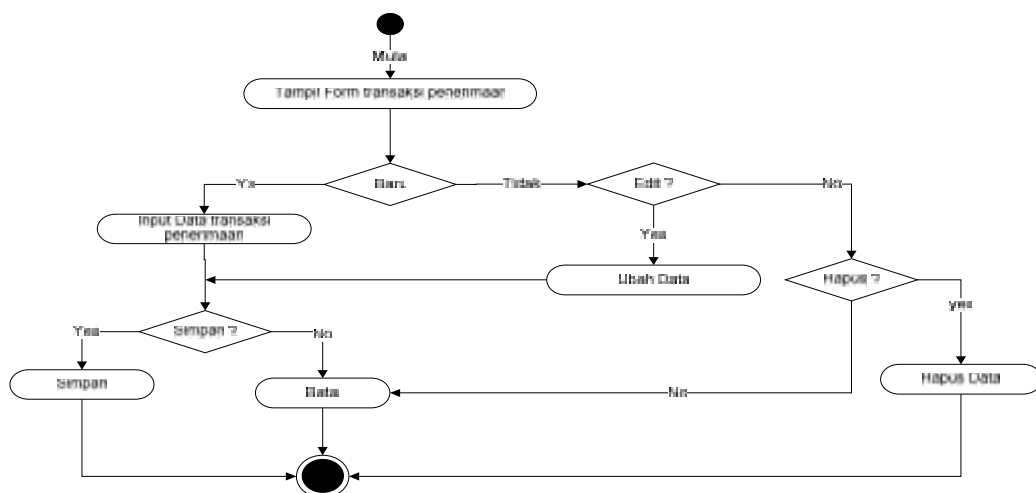 Mula
Tampil Form transaksi penerimaan
Ya
Baru
Tidak
Edit ?
No
Input Data transaksi
penerimaan
Yes
Ubah Data
Hapus ?
Yes
Simpan ?
No
yes
Simpan
Batal
No
Hapus Data